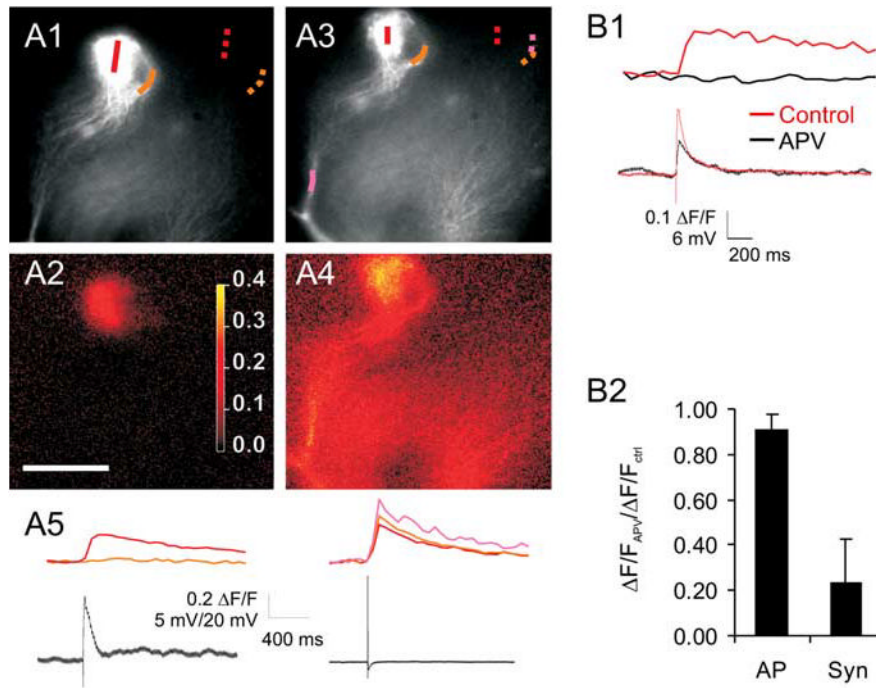 A1
A3
B1
Control
APV
0.1 ΔF/F
6 mV
200 ms
A2
0.4
0.3
0.2
0.1
0.0
A4
A5
0.2 ΔF/F
5 mV/20 mV
400 ms
B2
ΔF/F_APV/ΔF/F_ctrl
1.00
0.80
0.60
0.40
0.20
0.00
AP
Syn